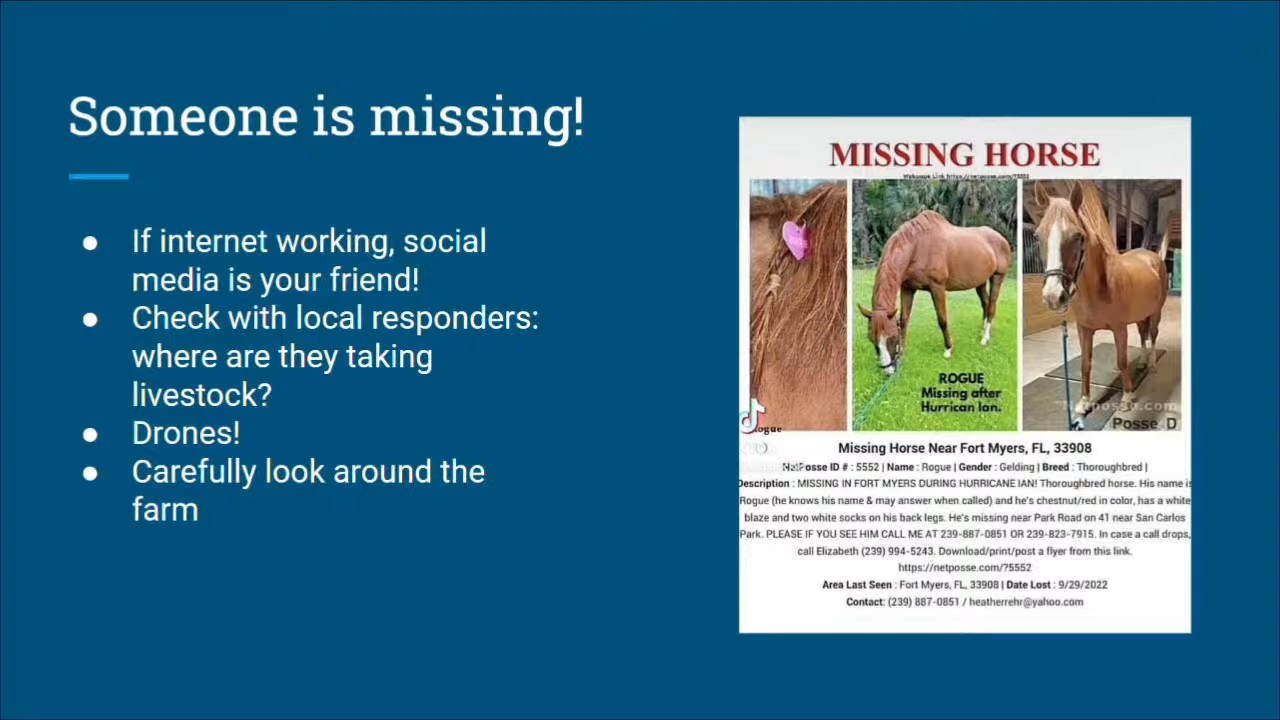 Someone is missing!
● If internet working, social
media is your friend!
● Check with local responders:
where are they taking
livestock?
● Drones!
● Carefully look around the
farm
MISSING HORSE
Webpage Link https://netposse.com/?5552
ROGUE
Missing after
Hurrican Ian.
Netposse.com
Posse D
Rogue
Missing Horse Near Fort Myers, FL, 33908
NetPosse ID # : 5552 | Name : Rogue | Gender : Gelding | Breed : Thoroughbred |
Description : MISSING IN FORT MYERS DURING HURRICANE IAN! Thoroughbred horse. His name is
Rogue (he knows his name & may answer when called) and he's chestnut/red in color, has a white
blaze and two white socks on his back legs. He's missing near Park Road on 41 near San Carlos
Park. PLEASE IF YOU SEE HIM CALL ME AT 239-887-0851 OR 239-823-7915. In case a call drops,
call Elizabeth (239) 994-5243. Download/print/post a flyer from this link.
https://netposse.com/?5552
Area Last Seen : Fort Myers, FL, 33908 | Date Lost : 9/29/2022
Contact: (239) 887-0851 / heatherrehr@yahoo.com